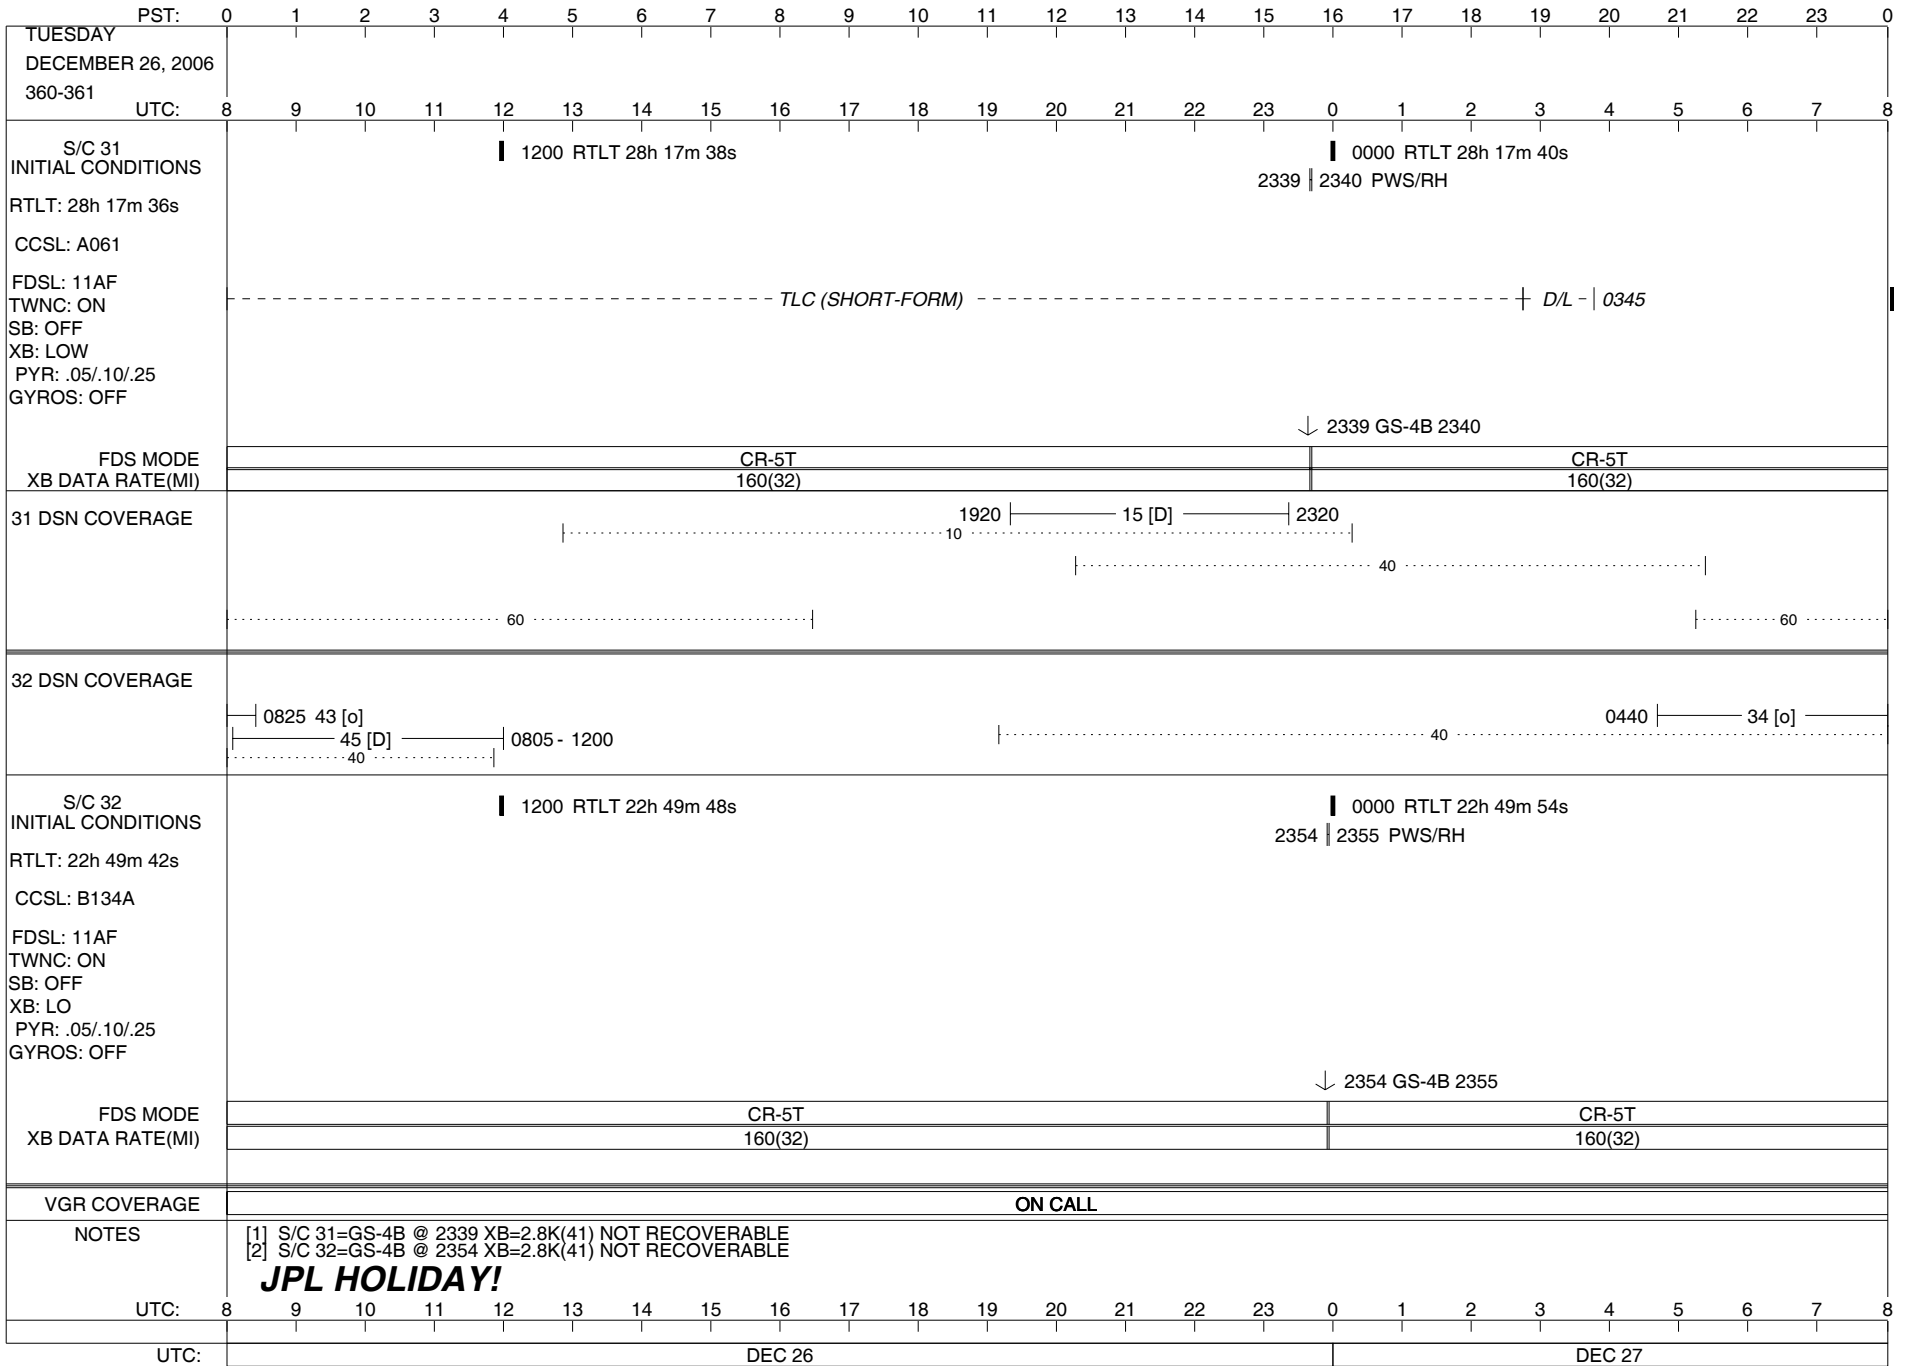 PST: 0 1 2 3 4 5 6 7 8 9 10 11 12 13 14 15 16 17 18 19 20 21 22 23 0
TUESDAY
DECEMBER 26, 2006
360-361
UTC: 8 9 10 11 12 13 14 15 16 17 18 19 20 21 22 23 0 1 2 3 4 5 6 7 8
S/C 31
INITIAL CONDITIONS
1200 RTLT 28h 17m 38s
0000 RTLT 28h 17m 40s
2339 2340 PWS/RH
RTLT: 28h 17m 36s
CCSL: A061
FDSL: 11AF
TWNC: ON
TLC (SHORT-FORM) D/L 0345
SB: OFF
XB: LOW
PYR: .05/.10/.25
GYROS: OFF
2339 GS-4B 2340
FDS MODE CR-5T CR-5T
XB DATA RATE(MI) 160(32) 160(32)
31 DSN COVERAGE
1920 15 [D] 2320
10
40
60 60
32 DSN COVERAGE
0825 43 [o]
0440 34 [o]
45 [D] 0805 - 1200
40
40
S/C 32
INITIAL CONDITIONS
1200 RTLT 22h 49m 48s
0000 RTLT 22h 49m 54s
2354 2355 PWS/RH
RTLT: 22h 49m 42s
CCSL: B134A
FDSL: 11AF
TWNC: ON
SB: OFF
XB: LO
PYR: .05/.10/.25
GYROS: OFF
2354 GS-4B 2355
FDS MODE CR-5T CR-5T
XB DATA RATE(MI) 160(32) 160(32)
VGR COVERAGE ON CALL
NOTES
[1] S/C 31=GS-4B @ 2339 XB=2.8K(41) NOT RECOVERABLE
[2] S/C 32=GS-4B @ 2354 XB=2.8K(41) NOT RECOVERABLE
JPL HOLIDAY!
UTC: 8 9 10 11 12 13 14 15 16 17 18 19 20 21 22 23 0 1 2 3 4 5 6 7 8
UTC: DEC 26 DEC 27